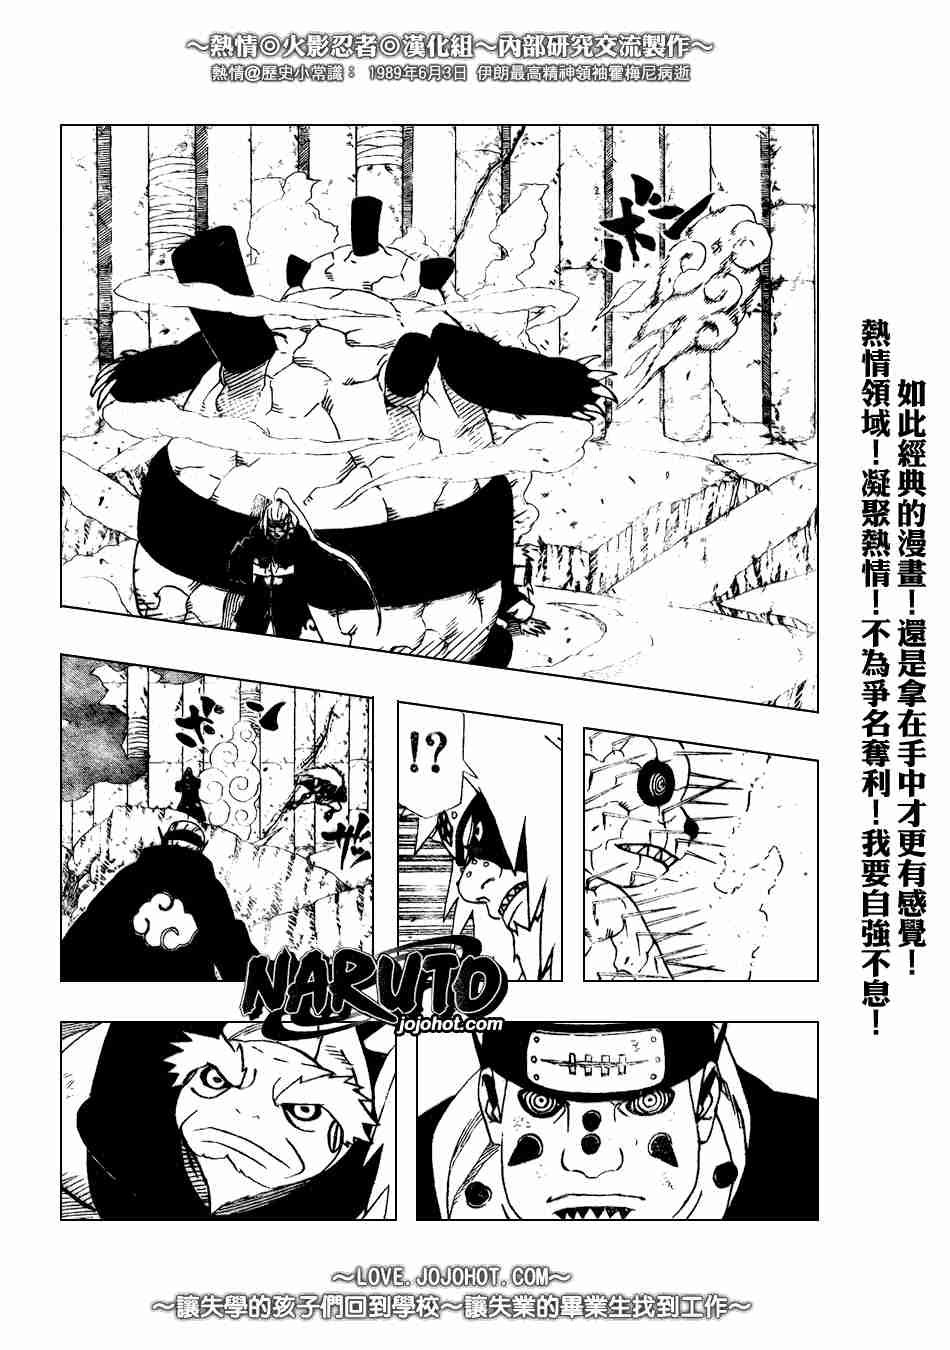 ～熱情◎火影忍者◎漢化組～內部研究交流製作～
熱情@歷史小常識： 1989年6月3日 伊朗最高精神領袖霍梅尼病逝
ボン
如此經典的漫畫！還是拿在手中才更有感覺！
熱情領域！凝聚熱情！不為爭名奪利！我要自強不息！
!?
ボン
ザッ
NARUTO
jojohot.com
～LOVE.JOJOHOT.COM～
～讓失學的孩子們回到學校～讓失業的畢業生找到工作～